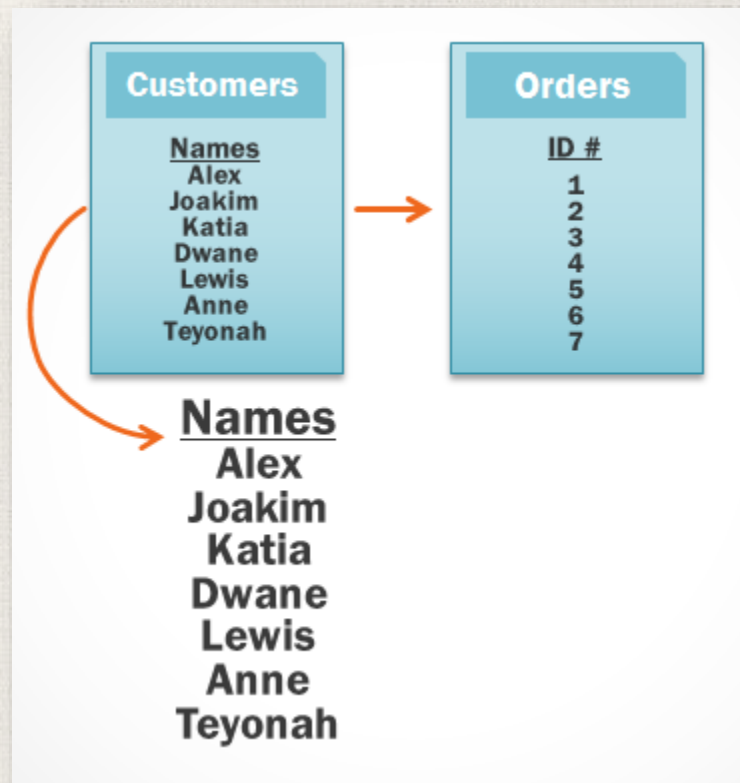 Customers
Names
Alex
Joakim
Katia
Dwane
Lewis
Anne
Teyonah
Orders
ID #
1
2
3
4
5
6
7
Names
Alex
Joakim
Katia
Dwane
Lewis
Anne
Teyonah